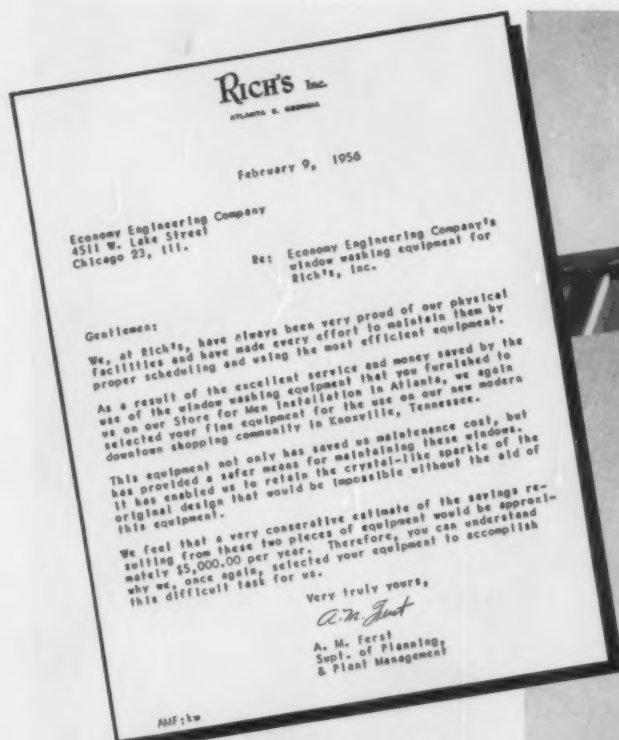 RICH'S INC.
ATLANTA 2, GEORGIA
February 9, 1956
Economy Engineering Company
4511 W. Lake Street
Chicago 23, Ill.
Re: Economy Engineering Company's
window washing equipment for
Rich's, Inc.
Gentlemen:
We, at Rich's, have always been very proud of our physical
facilities and have made every effort to maintain them by
proper scheduling and using the most efficient equipment.
As a result of the excellent service and money saved by the
use of the window washing equipment that you furnished to
us on our Store for Men installation in Atlanta, we again
selected your fine equipment for the use on our new modern
downtown shopping community in Knoxville, Tennessee.
This equipment not only has saved us maintenance cost, but
has provided a safer means for maintaining these windows.
It has enabled us to retain the crystal-like sparkle of the
original design that would be impossible without the aid of
this equipment.
We feel that a very conserative estimate of the savings re-
sulting from these two pieces of equipment would be approxi-
mately $5,000.00 per year. Therefore, you can understand
why we, once again, selected your equipment to accomplish
this difficult task for us.
Very truly yours,
A. M. Ferst
A. M. Ferst
Supt. of Planning,
& Plant Management
AMF:kw